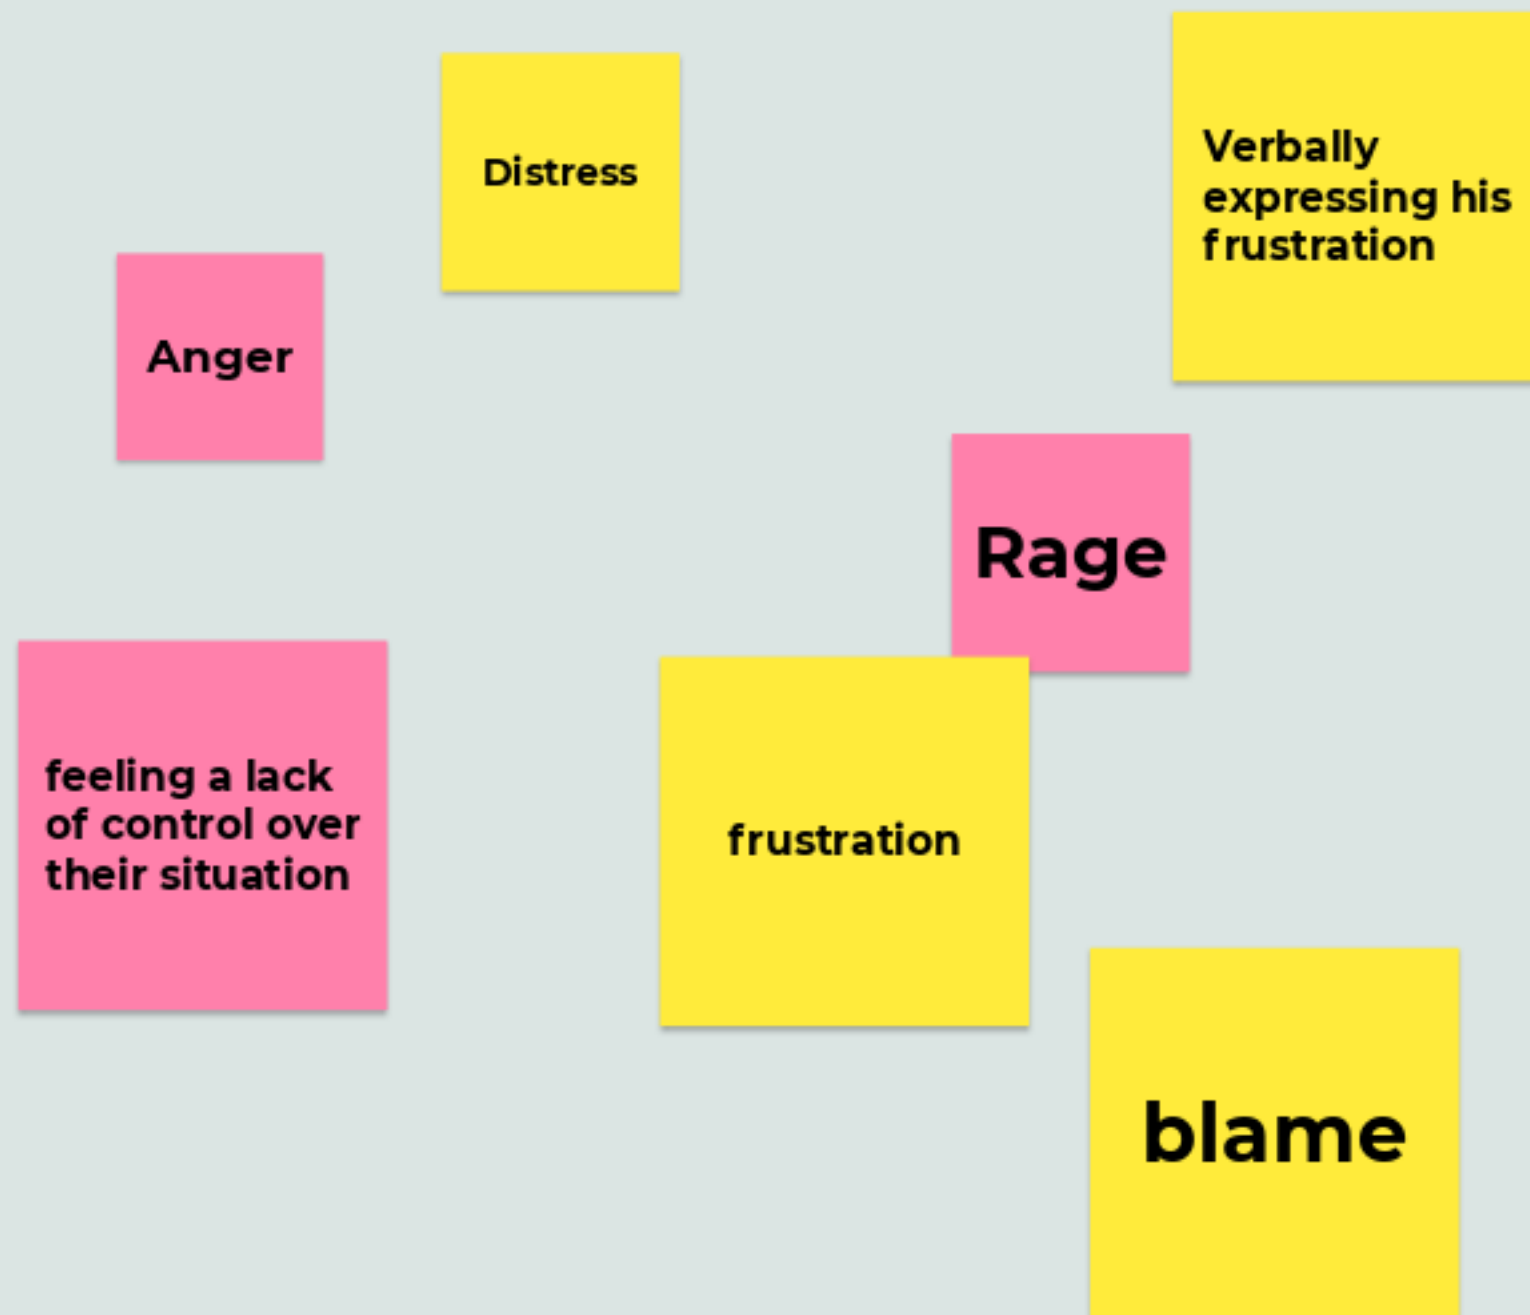 Distress
Verbally
expressing his
frustration
Anger
Rage
feeling a lack
of control over
their situation
frustration
blame